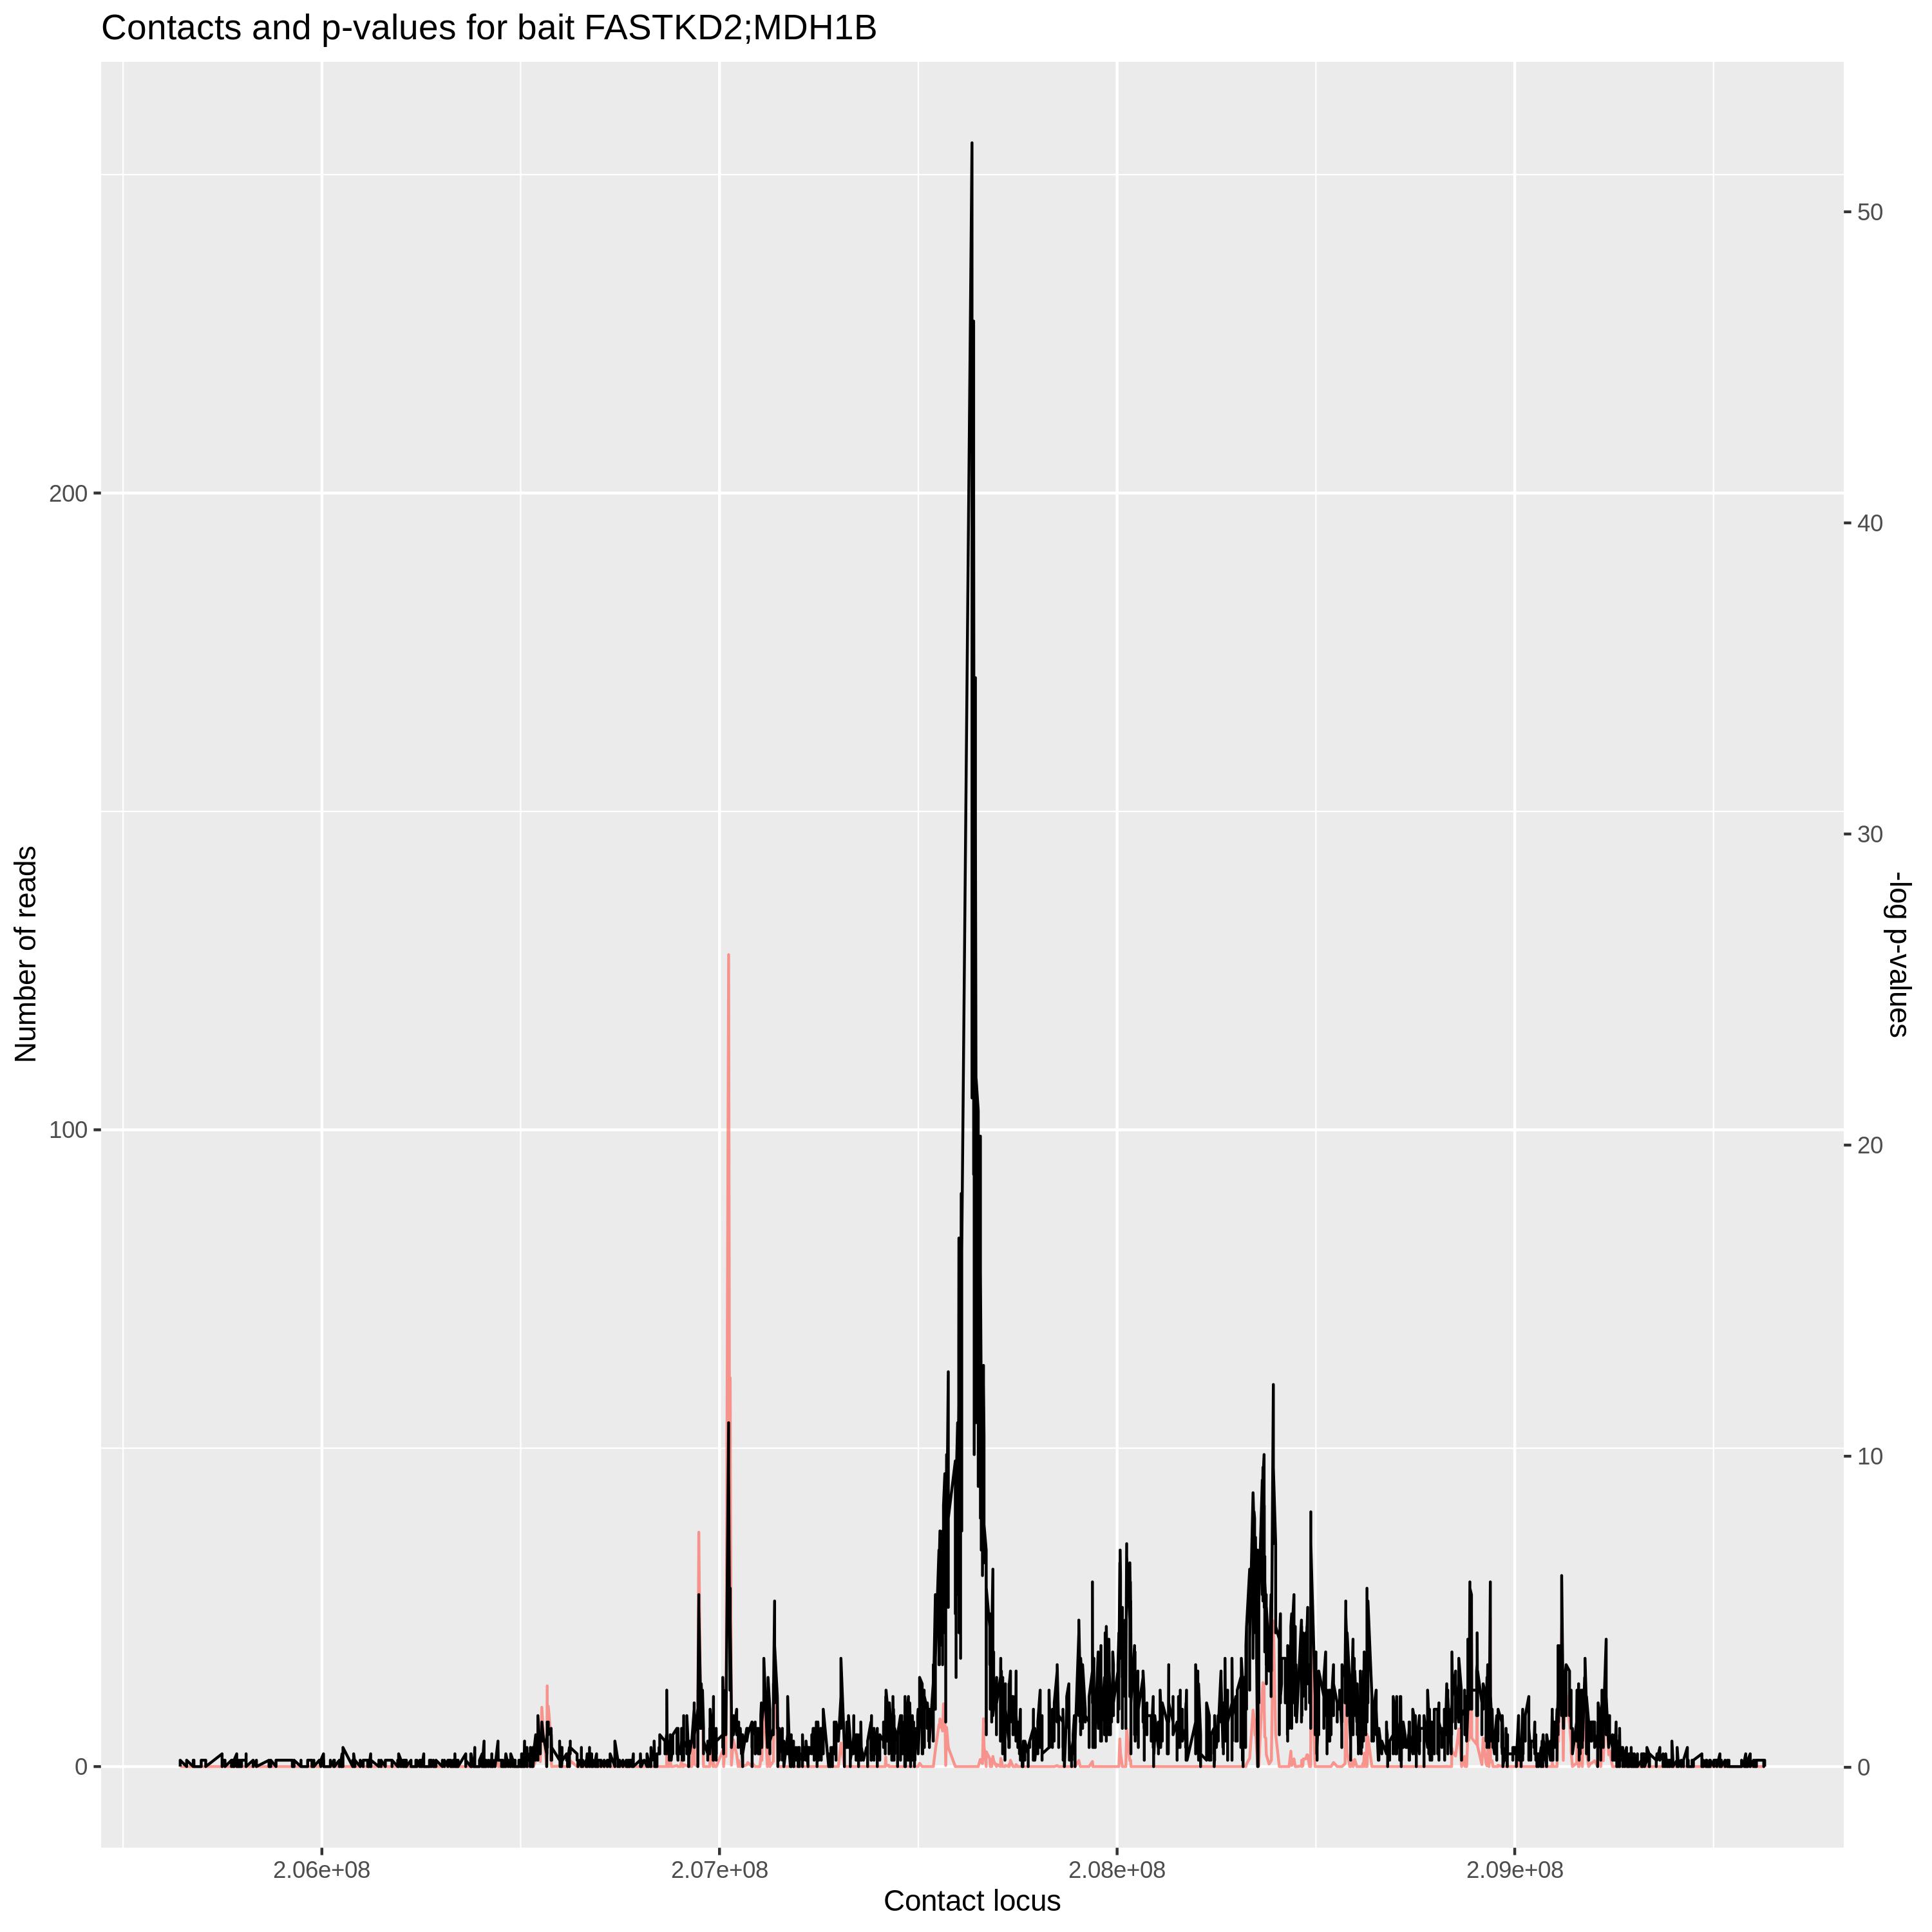 Contacts and p-values for bait FASTKD2;MDH1B
Number of reads
200
100
0
50
40
30
20
10
0
-log p-values
2.06e+08 2.07e+08 2.08e+08 2.09e+08
Contact locus